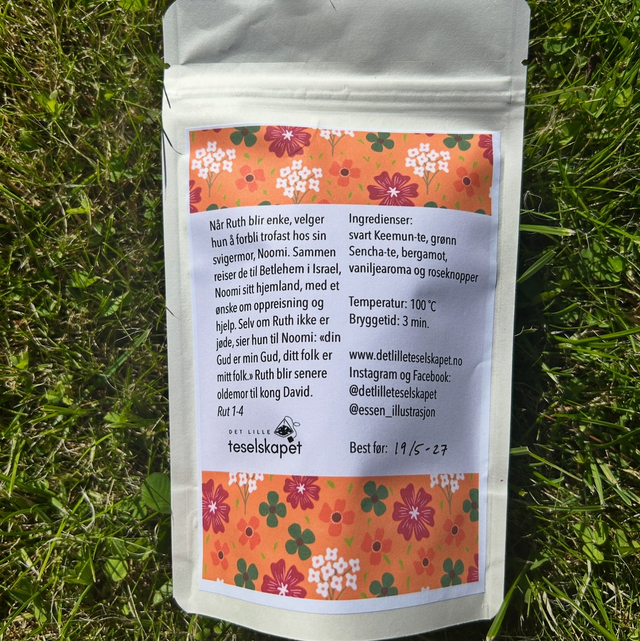 Når Ruth blir enke, velger
hun å forbli trofast hos sin
svigermor, Noomi. Sammen
reiser de til Betlehem i Israel,
Noomi sitt hjemland, med et
ønske om oppreisning og
hjelp. Selv om Ruth ikke er
jøde, sier hun til Noomi: «din
Gud er min Gud, ditt folk er
mitt folk.» Ruth blir senere
oldemor til kong David.
Rut 1-4
DET LILLE
teselskapet
Ingredienser:
svart Keemun-te, grønn
Sencha-te, bergamot,
vaniljearoma og roseknopper
Temperatur: 100 °C
Bryggetid: 3 min.
www.detlilleteselskapet.no
Instagram og Facebook:
@detlilleteselskapet
@essen_illustrasjon
Best før: 19/5-27